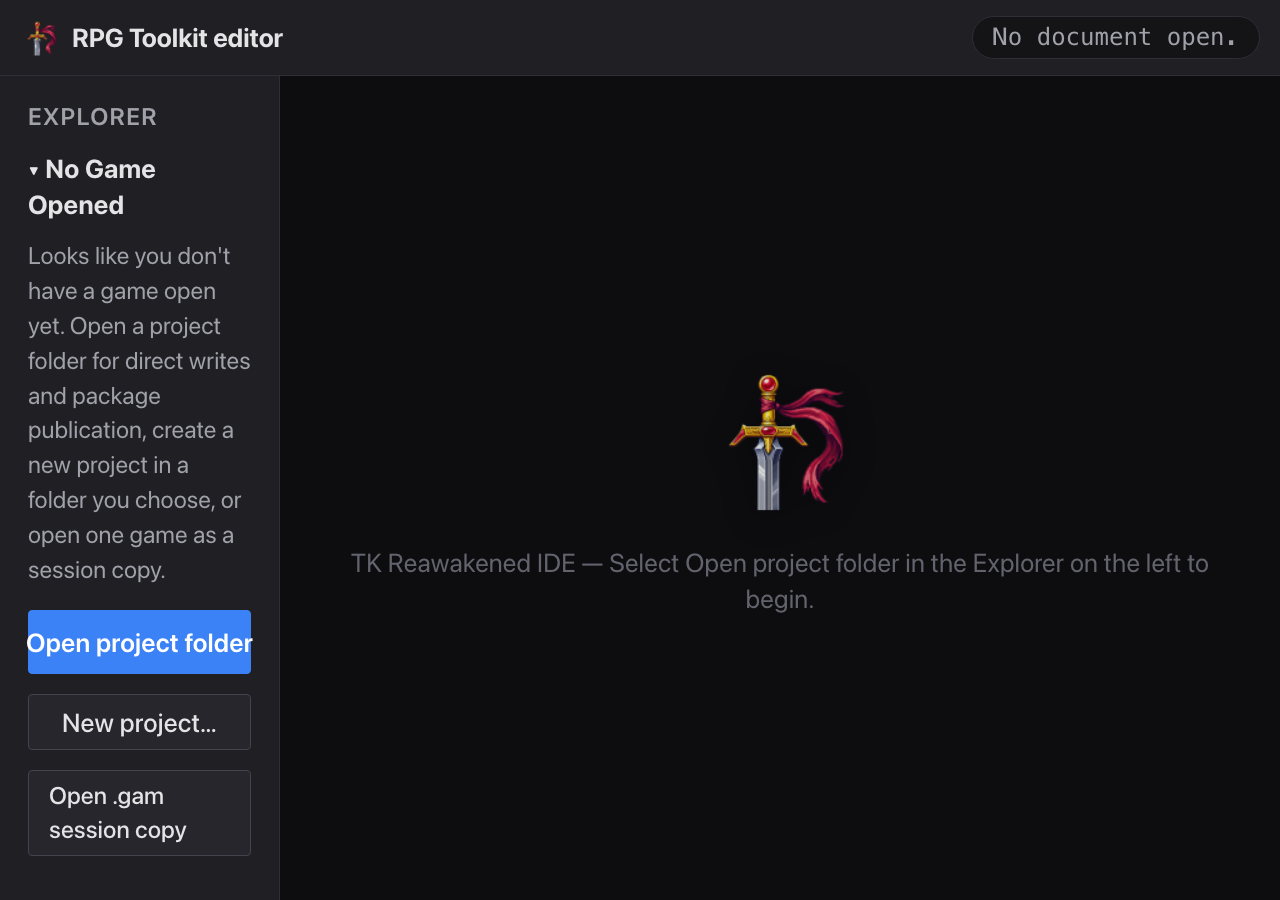 RPG Toolkit editor
No document open.
EXPLORER
▾ No Game
Opened
Looks like you don't
have a game open
yet. Open a project
folder for direct writes
and package
publication, create a
new project in a
folder you choose, or
open one game as a
session copy.
Open project folder
New project…
Open .gam
session copy
TK Reawakened IDE — Select Open project folder in the Explorer on the left to
begin.